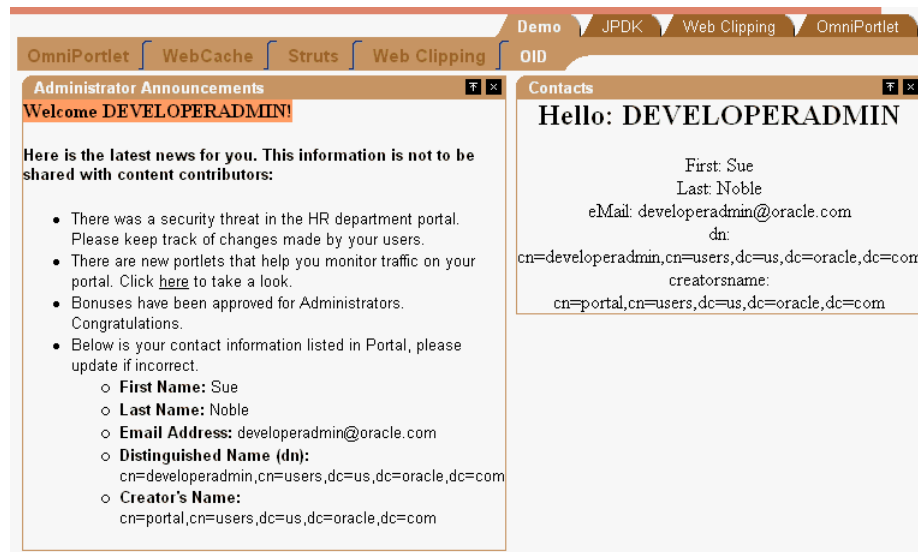 Demo JPDK Web Clipping OmniPortlet
OmniPortlet WebCache Struts Web Clipping OID
Administrator Announcements
Welcome DEVELOPERADMIN!
Here is the latest news for you. This information is not to be
shared with content contributors:
There was a security threat in the HR department portal.
Please keep track of changes made by your users.
There are new portlets that help you monitor traffic on your
portal. Click here to take a look.
Bonuses have been approved for Administrators.
Congratulations.
Below is your contact information listed in Portal, please
update if incorrect.
First Name: Sue
Last Name: Noble
Email Address: developeradmin@oracle.com
Distinguished Name (dn):
cn=developeradmin,cn=users,dc=us,dc=oracle,dc=com
Creator's Name:
cn=portal,cn=users,dc=us,dc=oracle,dc=com
Contacts
Hello: DEVELOPERADMIN
First: Sue
Last: Noble
eMail: developeradmin@oracle.com
dn:
cn=developeradmin,cn=users,dc=us,dc=oracle,dc=com
creatorsname:
cn=portal,cn=users,dc=us,dc=oracle,dc=com